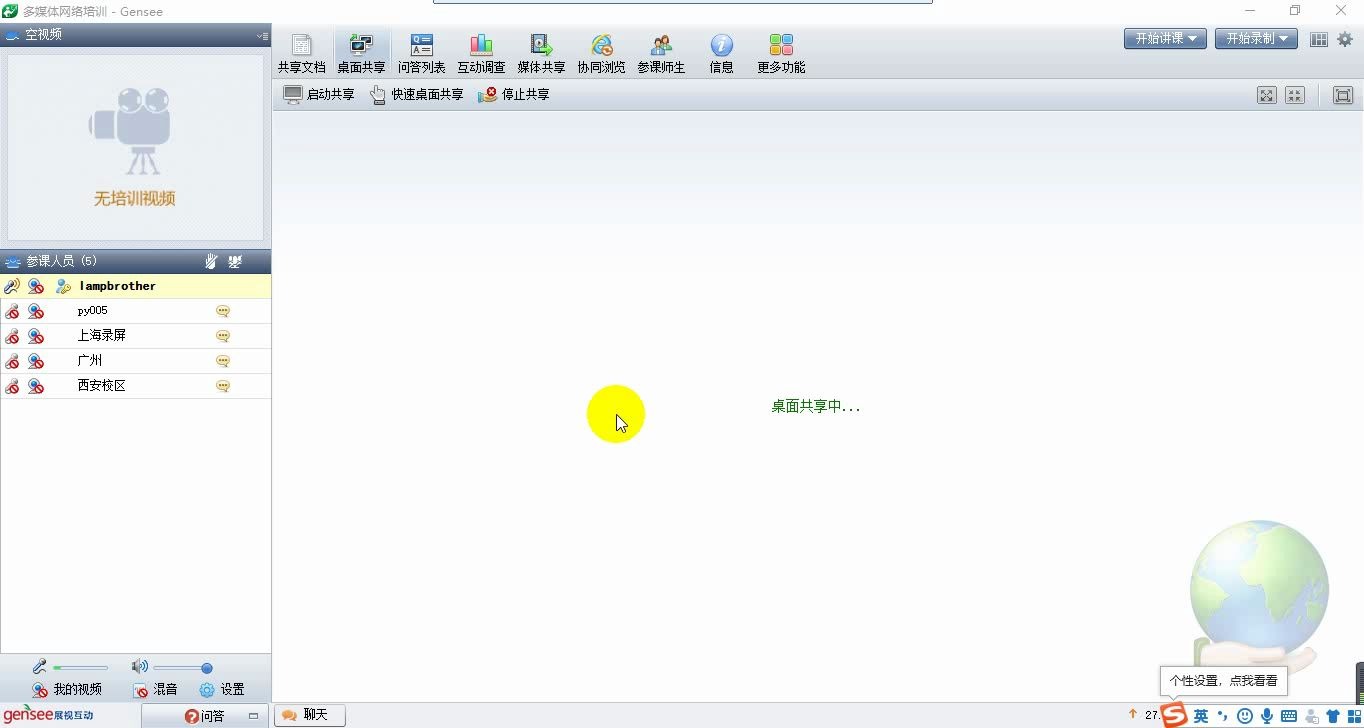 多媒体网络培训 - Gensee
空视频
共享文档 桌面共享 问答列表 互动调查 媒体共享 协同浏览 参课师生 信息 更多功能
开始讲课 开始录制
启动共享 快速桌面共享 停止共享
无培训视频
参课人员 (5)
lampbrother
py005
上海录屏
广州
西安校区
桌面共享中...
个性设置，点我看看
我的视频 混音 设置
gensee展视互动 问答 聊天
27.
S 英